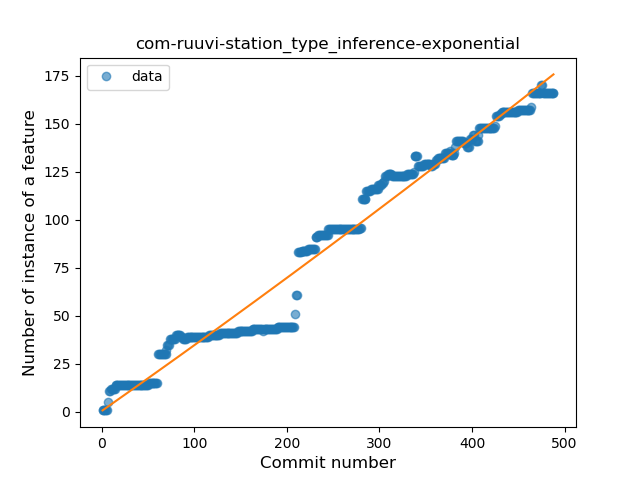 com-ruuvi-station_type_inference-exponential
data
Number of instance of a feature
175
150
125
100
75
50
25
0
0 100 200 300 400 500
Commit number